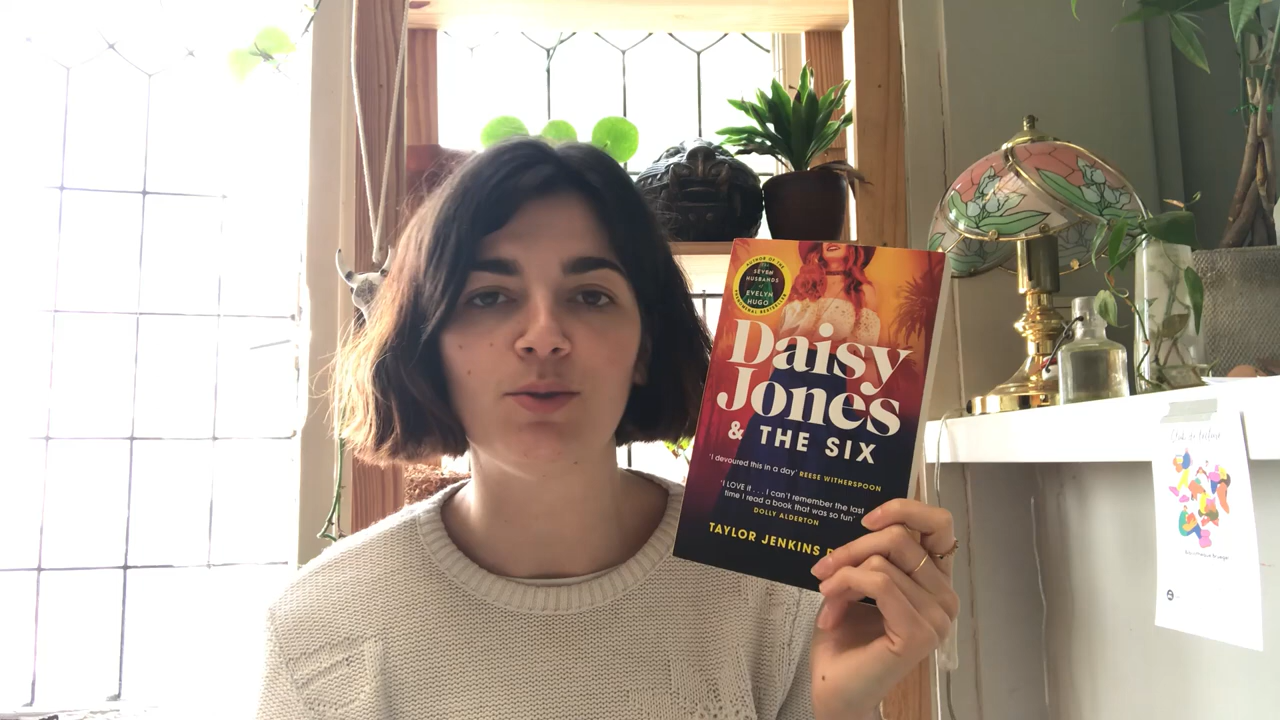 AUTHOR OF THE
THE
SEVEN
HUSBANDS
of
EVELYN
HUGO
Daisy
Jones
& THE SIX
'I devoured this in a day' REESE WITHERSPOON
'I LOVE it . . . I can't remember the last
time I read a book that was so fun'
DOLLY ALDERTON
TAYLOR JENKINS